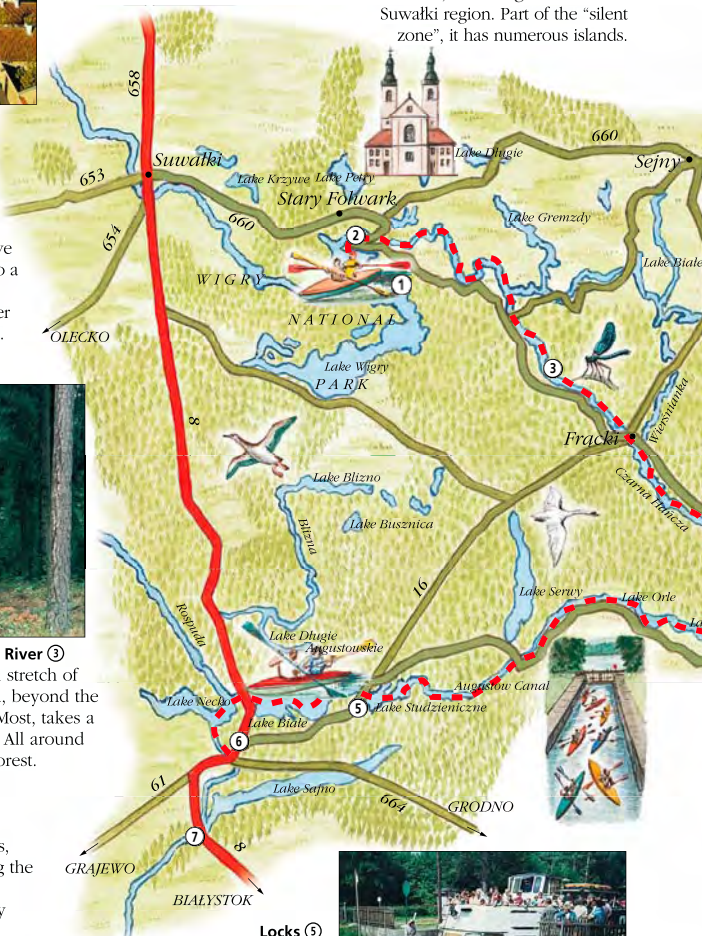 Suwałki region. Part of the “silent
zone”, it has numerous islands.
658
660
Suwałki
Lake Długie
Sejny
653
Lake Krzywe
Lake Petry
Stary Folwark
660
Lake Gremzdy
654
2
Lake Białe
WIGRY
1
NATIONAL
OLECKO
Lake Wigry
PARK
3
Wierśnianka
8
Frącki
Czarna Hańcza
Lake Blizno
Lake Busznica
Blizna
16
Lake Serwy
Lake Orle
Rospuda
River 3
stretch of
beyond the
Most, takes a
All around
Lake Długie
Augustowskie
Augustow Canal
Lake Necko
5
Lake Studzieniczne
Lake Białe
6
61
Lake Sajno
664
GRODNO
7
8
GRAJEWO
g the
BIAŁYSTOK
Locks 5